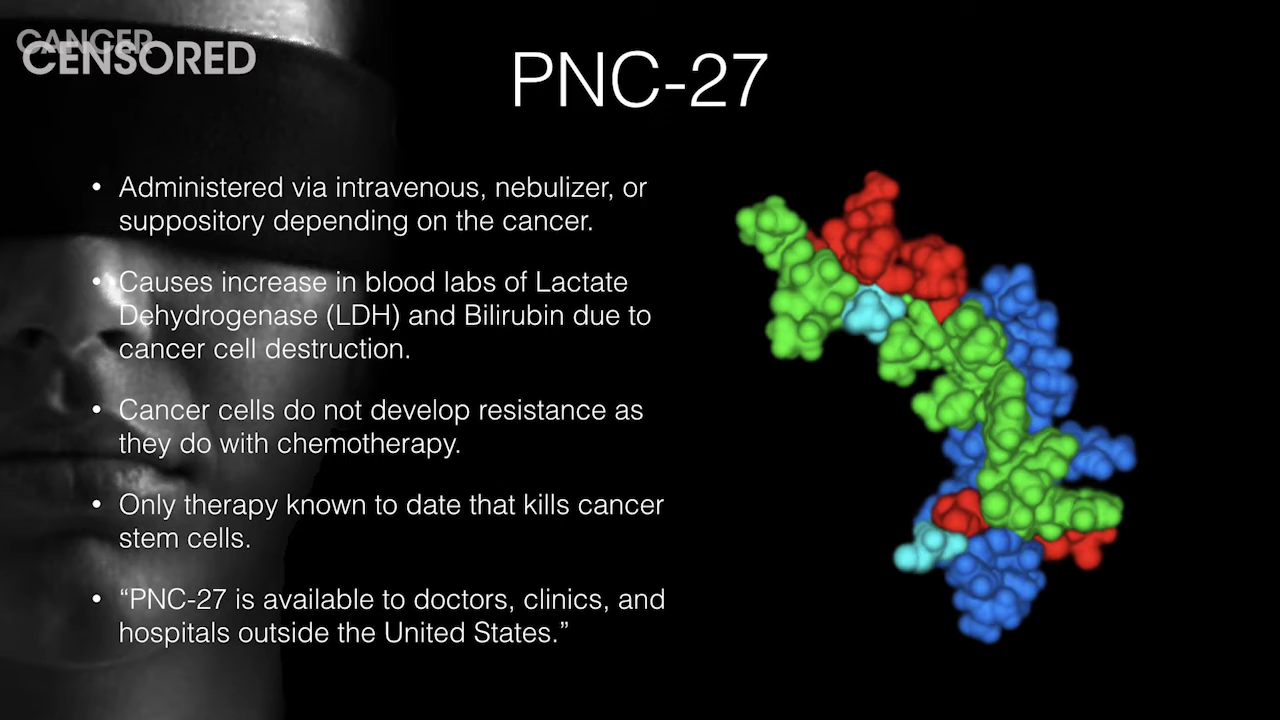 CANCER
CENSORED
PNC-27
• Administered via intravenous, nebulizer, or
suppository depending on the cancer.
• Causes increase in blood labs of Lactate
Dehydrogenase (LDH) and Bilirubin due to
cancer cell destruction.
• Cancer cells do not develop resistance as
they do with chemotherapy.
• Only therapy known to date that kills cancer
stem cells.
• “PNC-27 is available to doctors, clinics, and
hospitals outside the United States.”